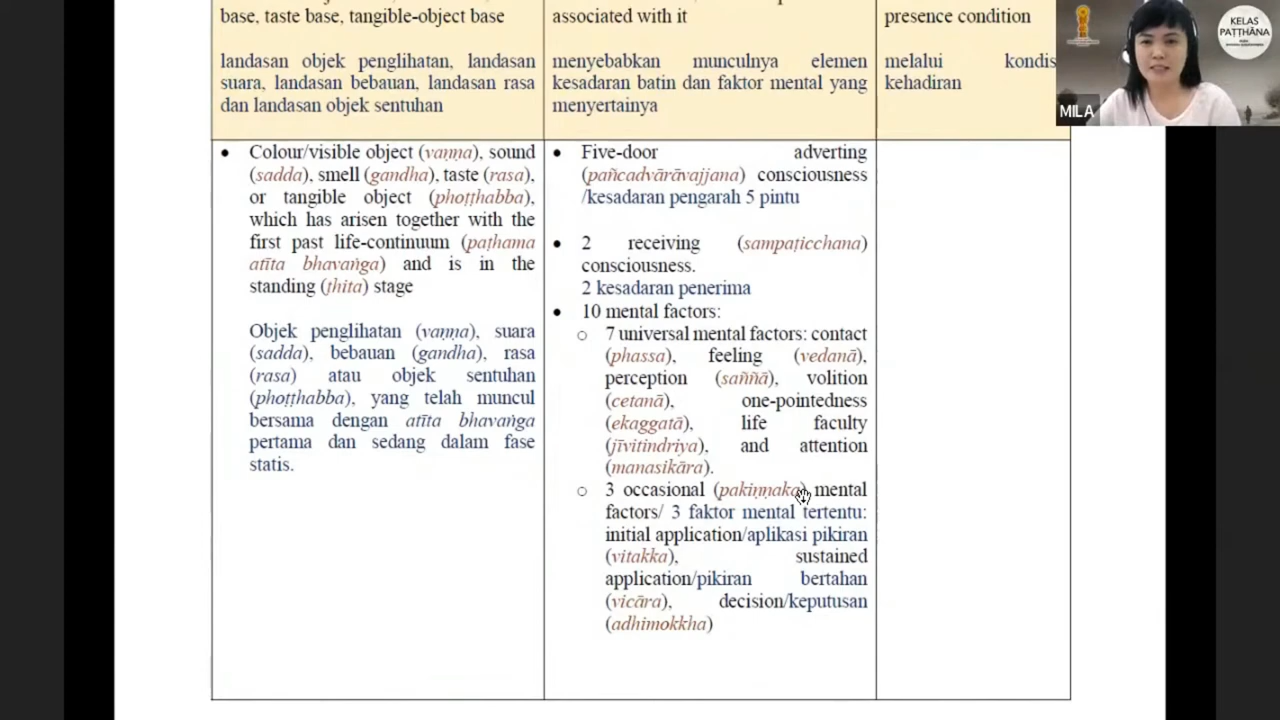 base, taste base, tangible-object base
landasan objek penglihatan, landasan
suara, landasan bebauan, landasan rasa
dan landasan objek sentuhan
associated with it
menyebabkan munculnya elemen
kesadaran batin dan faktor mental yang
menyertainya
presence condition
melalui kondis
kehadiran
• Colour/visible object (vaṇṇa), sound
(sadda), smell (gandha), taste (rasa),
or tangible object (phoṭṭhabba),
which has arisen together with the
first past life-continuum (paṭhama
atīta bhavaṅga) and is in the
standing (ṭhita) stage
Objek penglihatan (vaṇṇa), suara
(sadda), bebauan (gandha), rasa
(rasa) atau objek sentuhan
(phoṭṭhabba), yang telah muncul
bersama dengan atīta bhavaṅga
pertama dan sedang dalam fase
statis.
• Five-door adverting
(pañcadvārāvajjana) consciousness
/kesadaran pengarah 5 pintu
• 2 receiving (sampaṭicchana)
consciousness.
2 kesadaran penerima
• 10 mental factors:
o 7 universal mental factors: contact
(phassa), feeling (vedanā),
perception (saññā), volition
(cetanā), one-pointedness
(ekaggatā), life faculty
(jīvitindriya), and attention
(manasikāra).
o 3 occasional (pakiṇṇaka) mental
factors/ 3 faktor mental tertentu:
initial application/aplikasi pikiran
(vitakka), sustained
application/pikiran bertahan
(vicāra), decision/keputusan
(adhimokkha)
MILA
KELAS
PAṬṬHĀNA